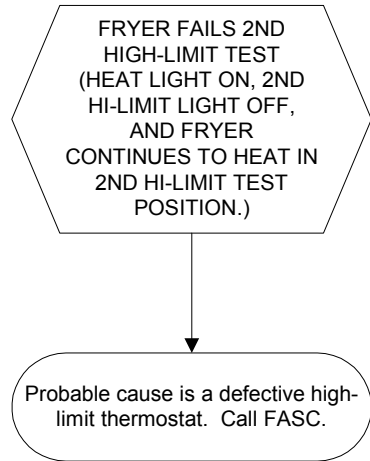 FRYER FAILS 2ND
HIGH-LIMIT TEST
(HEAT LIGHT ON, 2ND
HI-LIMIT LIGHT OFF,
AND FRYER
CONTINUES TO HEAT IN
2ND HI-LIMIT TEST
POSITION.)
Probable cause is a defective high-
limit thermostat.  Call FASC.